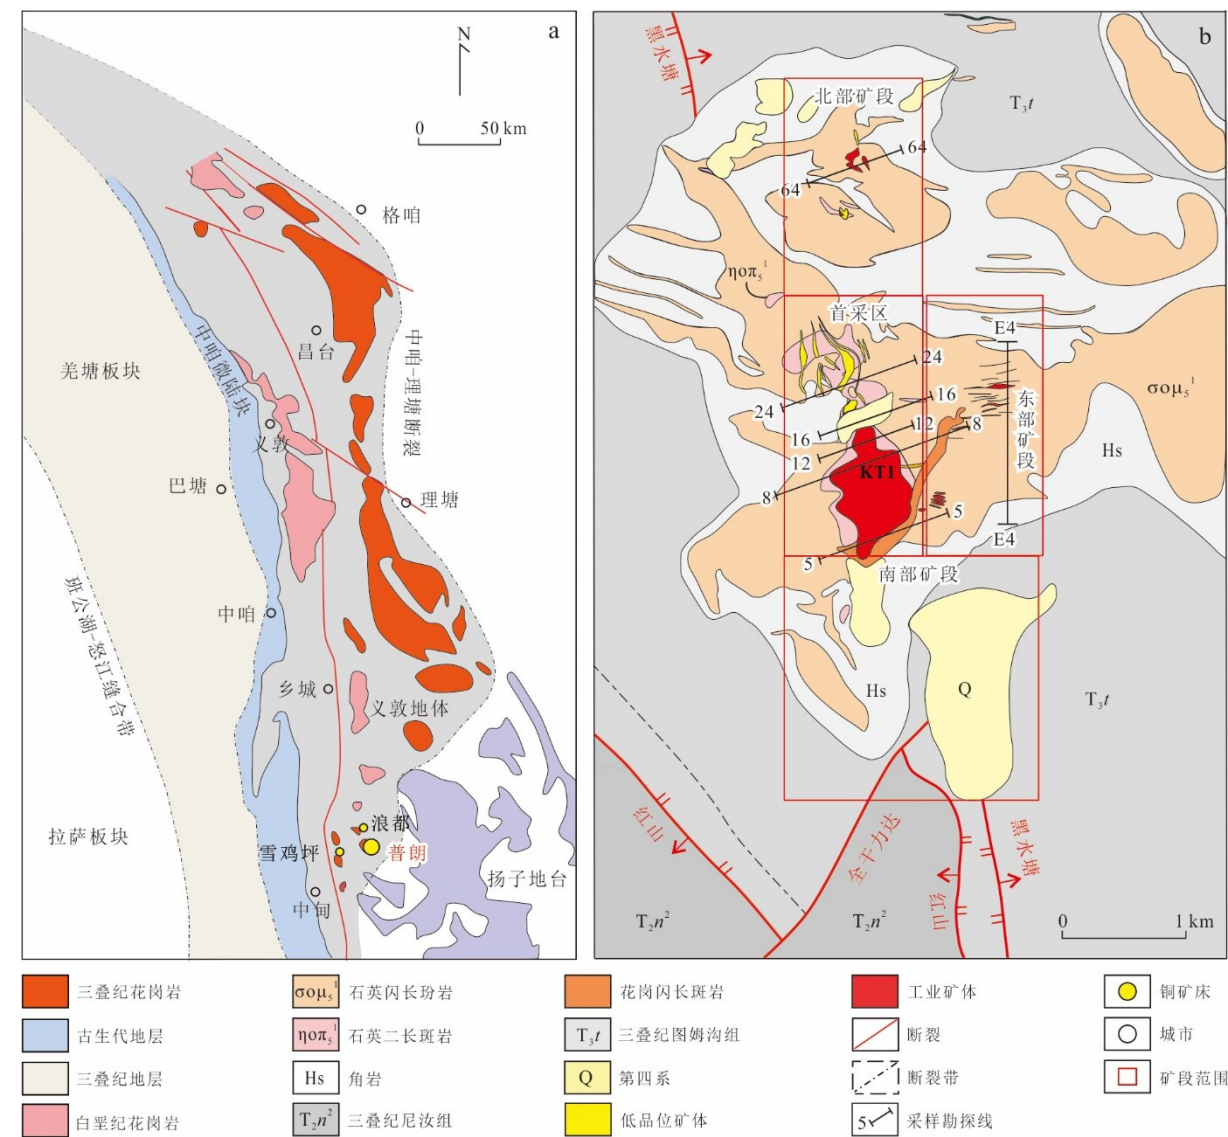 a
N
0 50 km
格咱
昌台
中咱-理塘断裂
羌塘板块
中咱微陆块
义敦
巴塘
理塘
班公湖-怒江缝合带
中咱
乡城
义敦地体
浪都
拉萨板块
雪鸡坪
普朗
扬子地台
中甸
b
黑水塘
北部矿段
T₃t
64
64
ηοπ₅¹
首采区
E4
24
σομ₅¹
24
16
16
12
8
东部矿段
12
Hs
KT1
8
5
E4
5
南部矿段
Hs
Q
T₃t
红山
全干力达
黑水塘
红山
T₂n²
T₂n²
0 1 km
三叠纪花岗岩
σομ₅¹ 石英闪长玢岩
花岗闪长斑岩
工业矿体
铜矿床
古生代地层
ηοπ₅¹ 石英二长斑岩
T₃t 三叠纪图姆沟组
断裂
城市
三叠纪地层
Hs 角岩
Q 第四系
断裂带
矿段范围
白垩纪花岗岩
T₂n² 三叠纪尼汝组
低品位矿体
5 采样勘探线